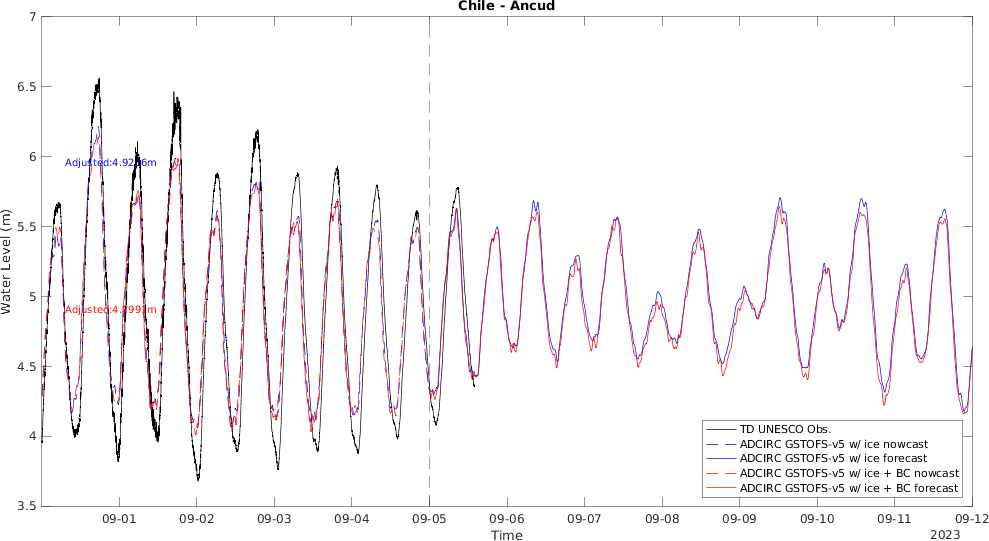 Chile - Ancud
Water Level (m)
7
6.5
6
5.5
5
4.5
4
3.5
09-01
09-02
09-03
09-04
09-05
09-06
09-07
09-08
09-09
09-10
09-11
09-12
Time
2023
TD UNESCO Obs.
ADCIRC GSTOFS-v5 w/ ice nowcast
ADCIRC GSTOFS-v5 w/ ice forecast
ADCIRC GSTOFS-v5 w/ ice + BC nowcast
ADCIRC GSTOFS-v5 w/ ice + BC forecast